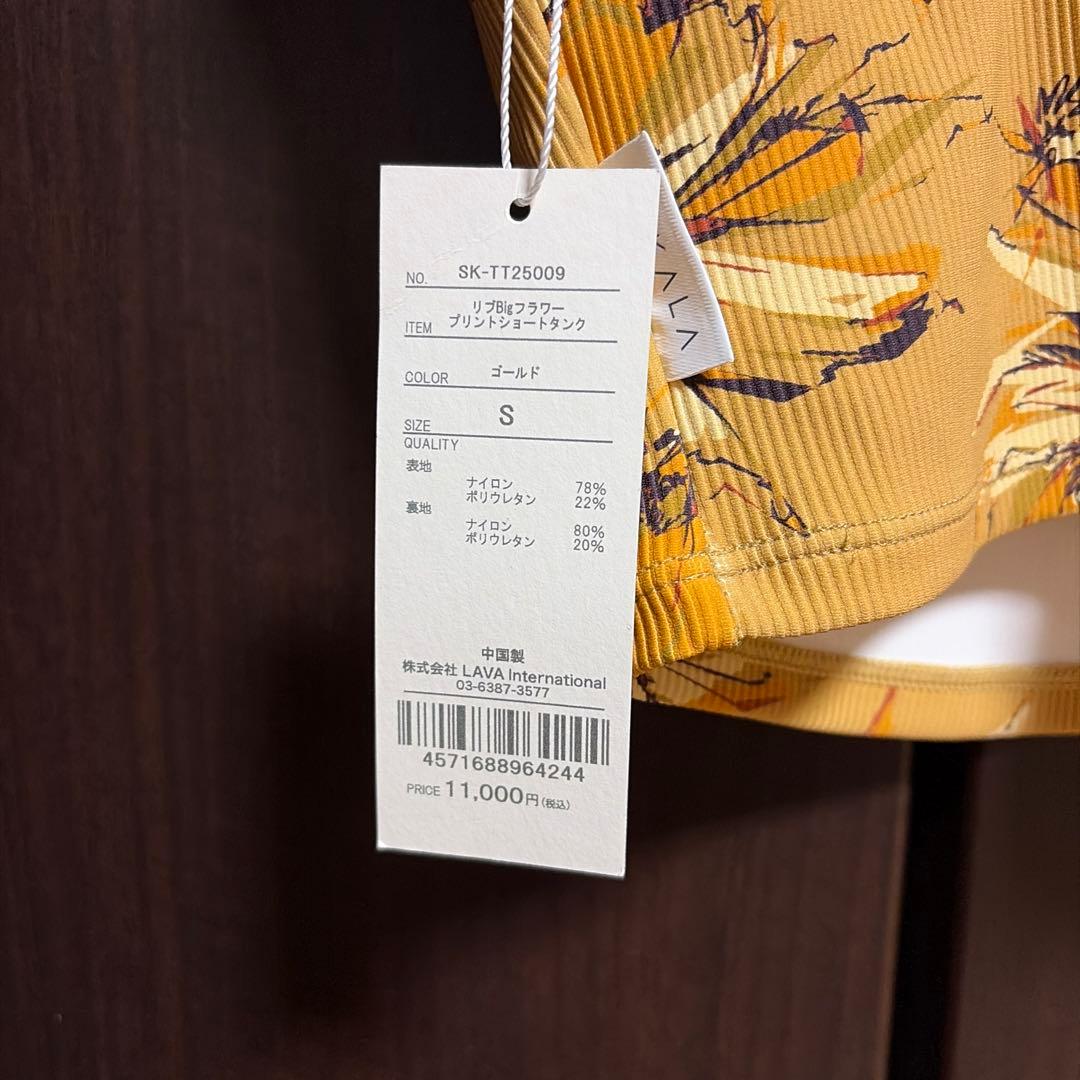 NO. SK-TT25009
リブBigフラワー
ITEM プリントショートタンク
COLOR ゴールド
SIZE S
QUALITY
表地
ナイロン 78%
ポリウレタン 22%
裏地
ナイロン 80%
ポリウレタン 20%
中国製
株式会社 LAVA International
03-6387-3577
4571688964244
PRICE 11,000円(税込)